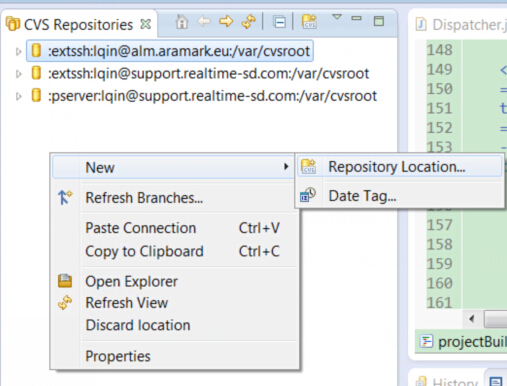 CVS Repositories
:extssh:lqin@alm.aramark.eu:/var/cvsroot
:extssh:lqin@support.realtime-sd.com:/var/cvsroot
:pserver:lqin@support.realtime-sd.com:/var/cvsroot
New
Refresh Branches...
Paste Connection Ctrl+V
Copy to Clipboard Ctrl+C
Open Explorer
Refresh View
Discard location
Properties
Repository Location...
Date Tag...
Dispatcher.j
148
149 <
150 =
151 t
152 =
153 -
157
158
159
160
161
projectBuil
History